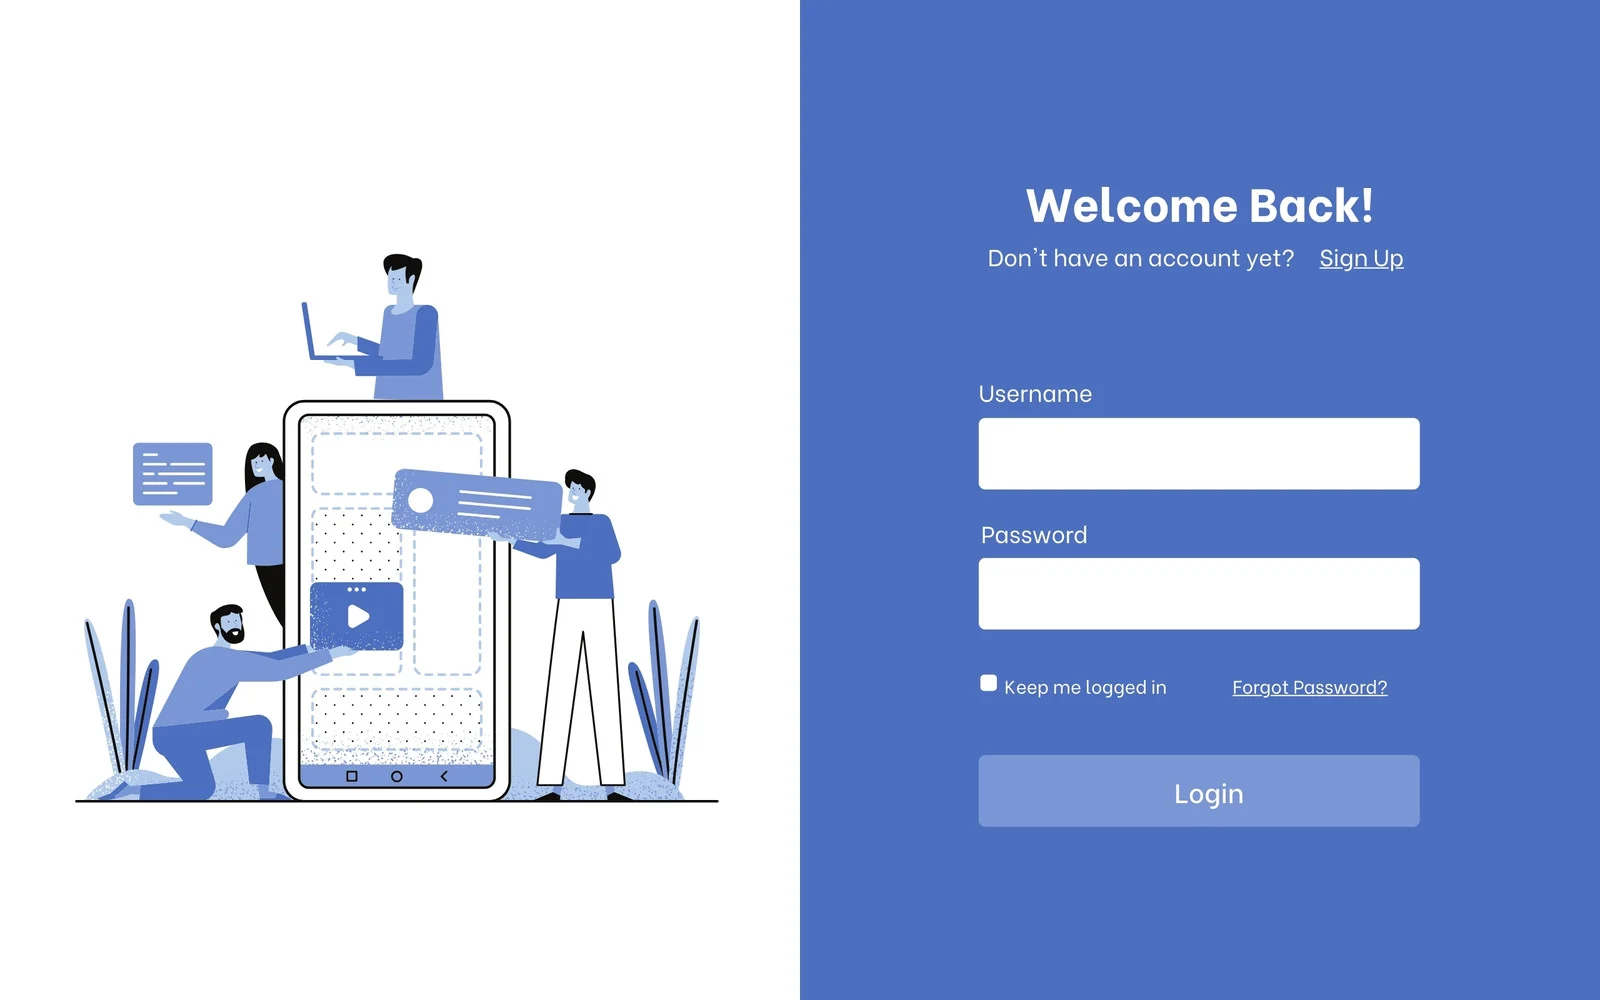 Welcome Back!
Don't have an account yet? Sign Up
Username
Password
Keep me logged in Forgot Password?
Login